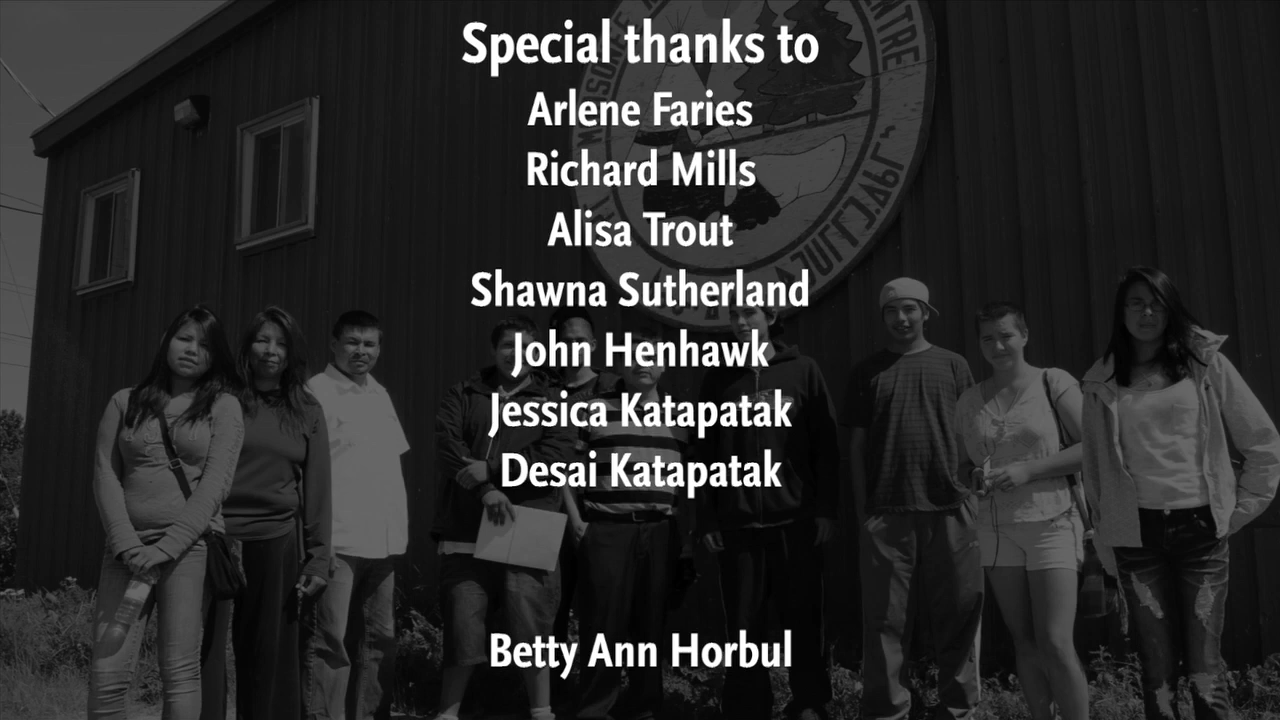 Special thanks to
Arlene Faries
Richard Mills
Alisa Trout
Shawna Sutherland
John Henhawk
Jessica Katapatak
Desai Katapatak
Betty Ann Horbul